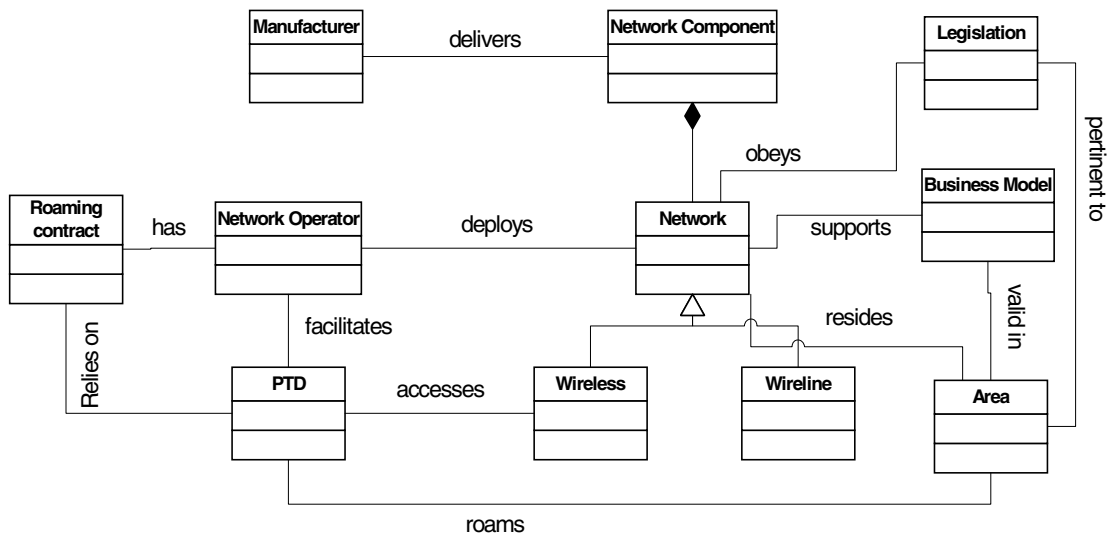 Manufacturer
delivers
Network Component
Legislation
pertinent to
obeys
Business Model
Roaming
contract
has
Network Operator
deploys
Network
supports
facilitates
resides
valid in
Relies on
PTD
accesses
Wireless
Wireline
Area
roams